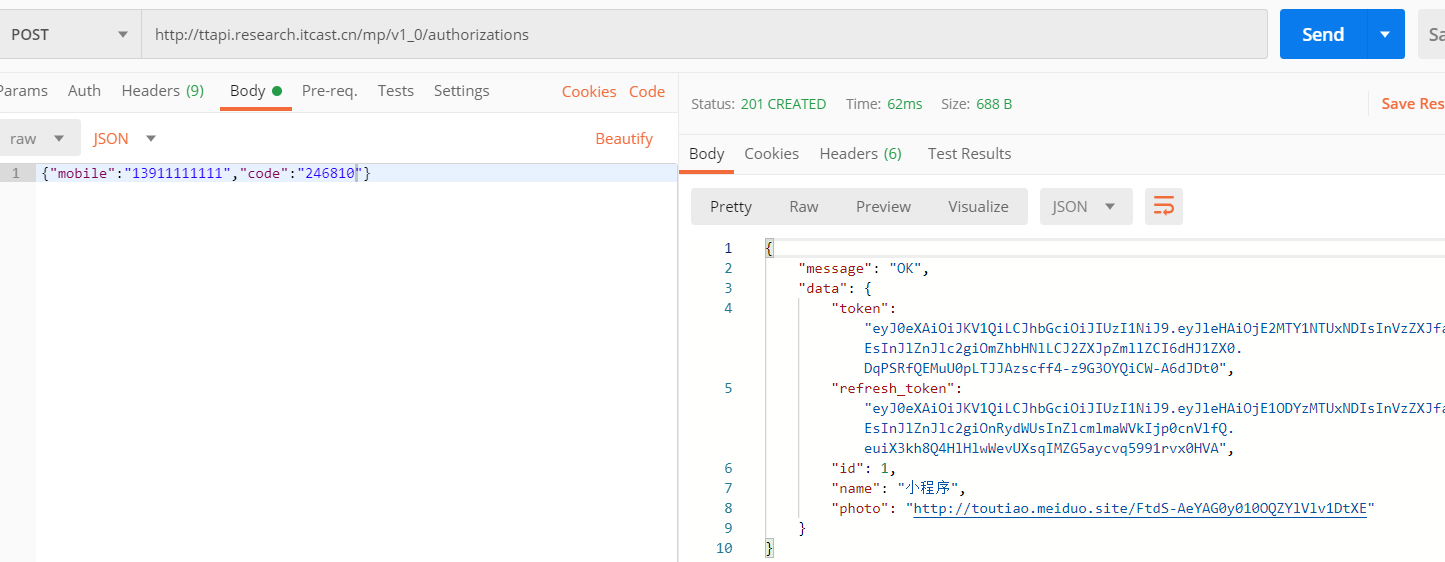 POST http://ttapi.research.itcast.cn/mp/v1_0/authorizations Send Sa
Params Auth Headers (9) Body Pre-req. Tests Settings Cookies Code
raw JSON Beautify
1 {"mobile":"13911111111","code":"246810"}
Status: 201 CREATED Time: 62ms Size: 688 B Save Res
Body Cookies Headers (6) Test Results
Pretty Raw Preview Visualize JSON
1 {
2 "message": "OK",
3 "data": {
4 "token":
"eyJ0eXAiOiJKV1QiLCJhbGciOiJIUzI1NiJ9.eyJleHAiOjE2MTY1NTUxNDIsInVzZXJfa
EsInJlZnJlc2giOmZhbHNlLCJ2ZXJpZmllZCI6dHJ1ZX0.
DqPSRfQEMuU0pLTJJAzscff4-z9G3OYQiCW-A6dJDt0",
5 "refresh_token":
"eyJ0eXAiOiJKV1QiLCJhbGciOiJIUzI1NiJ9.eyJleHAiOjE1ODYzMTUxNDIsInVzZXJfa
EsInJlZnJlc2giOnRydWUsInZlcmlmaWVkIjp0cnVlfQ.
euiX3kh8Q4HlHlwWevUXsqIMZG5aycvq5991rvx0HVA",
6 "id": 1,
7 "name": "小程序",
8 "photo": "http://toutiao.meiduo.site/FtdS-AeYAG0y010OQZYlVlv1DtXE"
9 }
10 }